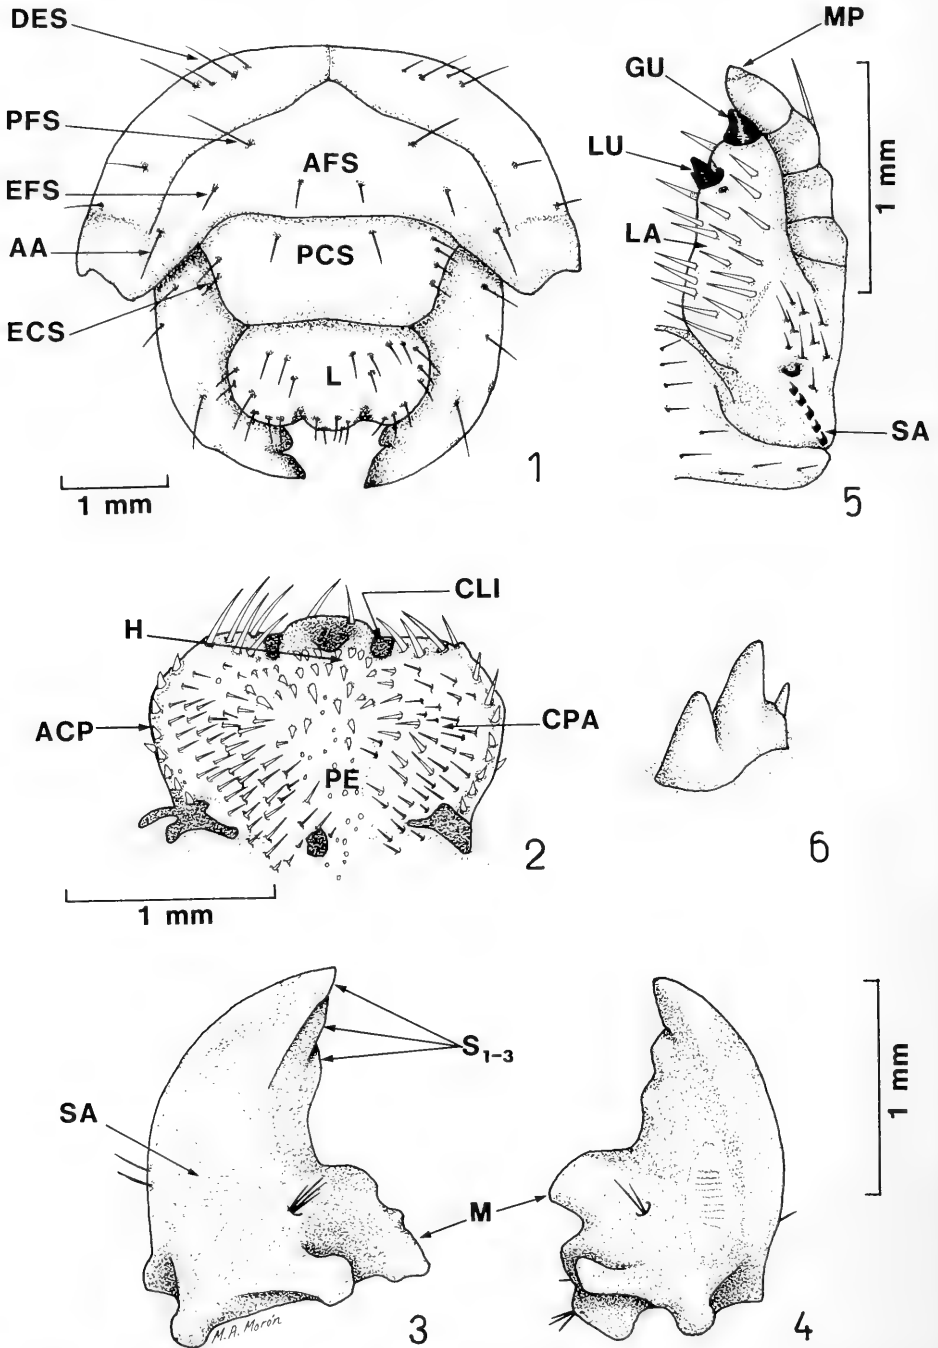 DES
PFS
EFS
AA
ECS
AFS
PCS
L
1 mm
1
MP
GU
LU
LA
SA
1 mm
5
CLI
H
ACP
CPA
PE
1 mm
2
6
S1-3
SA
M
M.A. Morón
3
4
1 mm